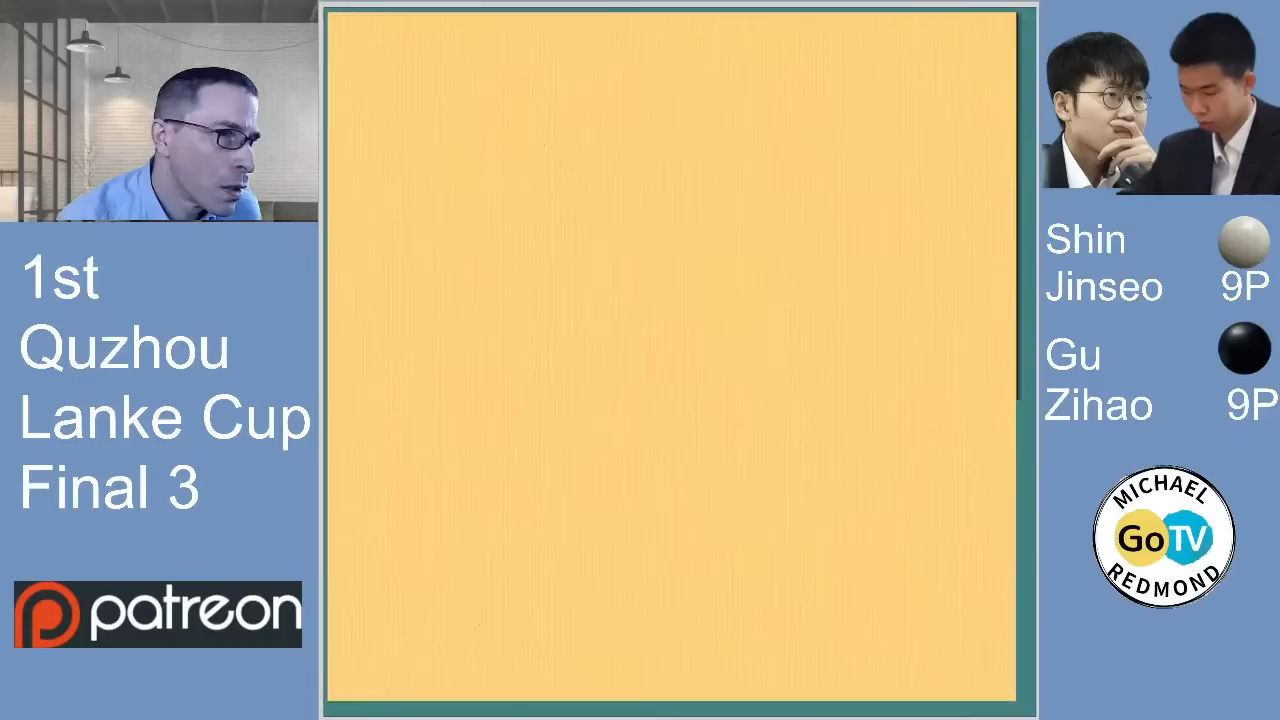 1st
Quzhou
Lanke Cup
Final 3
patreon
Shin
Jinseo 9P
Gu
Zihao 9P
MICHAEL
GoTV
REDMOND